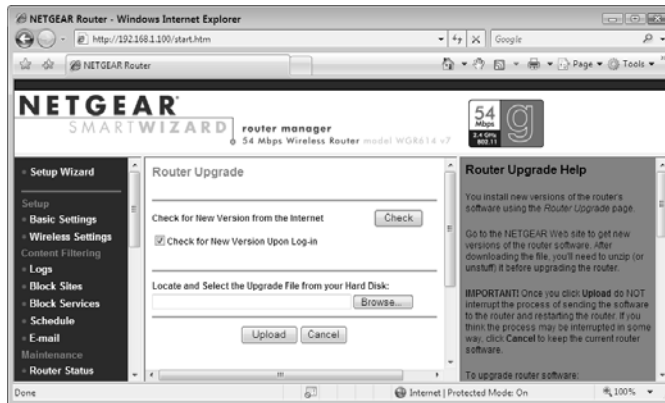 NETGEAR Router - Windows Internet Explorer
http://192.168.1.100/start.htm
Google
NETGEAR Router
Page
Tools
NETGEAR
SMARTWIZARD router manager
54 Mbps Wireless Router model WGR614 v7
54
Mbps
2.4 GHz
802.11
g
Setup Wizard
Setup
Basic Settings
Wireless Settings
Content Filtering
Logs
Block Sites
Block Services
Schedule
E-mail
Maintenance
Router Status
Router Upgrade
Check for New Version from the Internet
Check
Check for New Version Upon Log-in
Locate and Select the Upgrade File from your Hard Disk:
Browse...
Upload
Cancel
Router Upgrade Help
You install new versions of the router's
software using the Router Upgrade page.
Go to the NETGEAR Web site to get new
versions of the router software. After
downloading the file, you'll need to unzip (or
unstuff) it before upgrading the router.
IMPORTANT! Once you click Upload do NOT
interrupt the process of sending the software
to the router and restarting the router. If you
think the process may be interrupted in some
way, click Cancel to keep the current router
software.
To upgrade router software:
Done
Internet | Protected Mode: On
100%